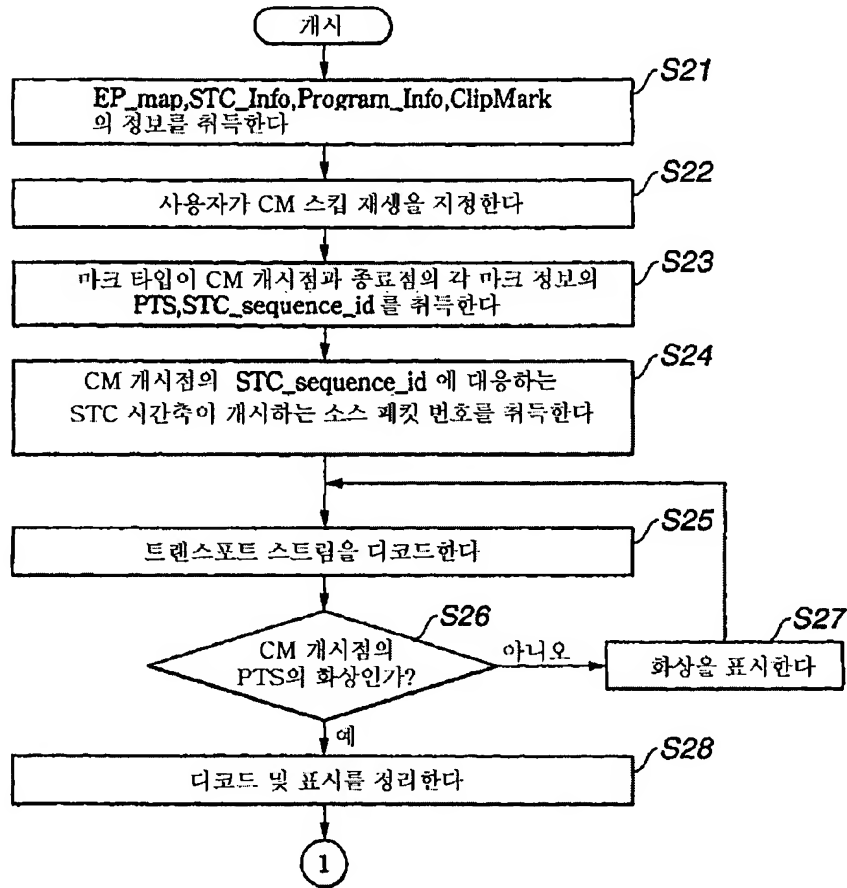 개시
S21
EP_map,STC_Info,Program_Info,ClipMark
의 정보를 취득한다
S22
사용자가 CM 스킵 재생을 지정한다
S23
마크 타입이 CM 개시점과 종료점의 각 마크 정보의
PTS,STC_sequence_id 를 취득한다
S24
CM 개시점의 STC_sequence_id 에 대응하는
STC 시간축이 개시하는 소스 패킷 번호를 취득한다
S25
트랜스포트 스트림을 디코드한다
S26
CM 개시점의
PTS의 화상인가?
아니오
S27
화상을 표시한다
예
S28
디코드 및 표시를 정리한다
1